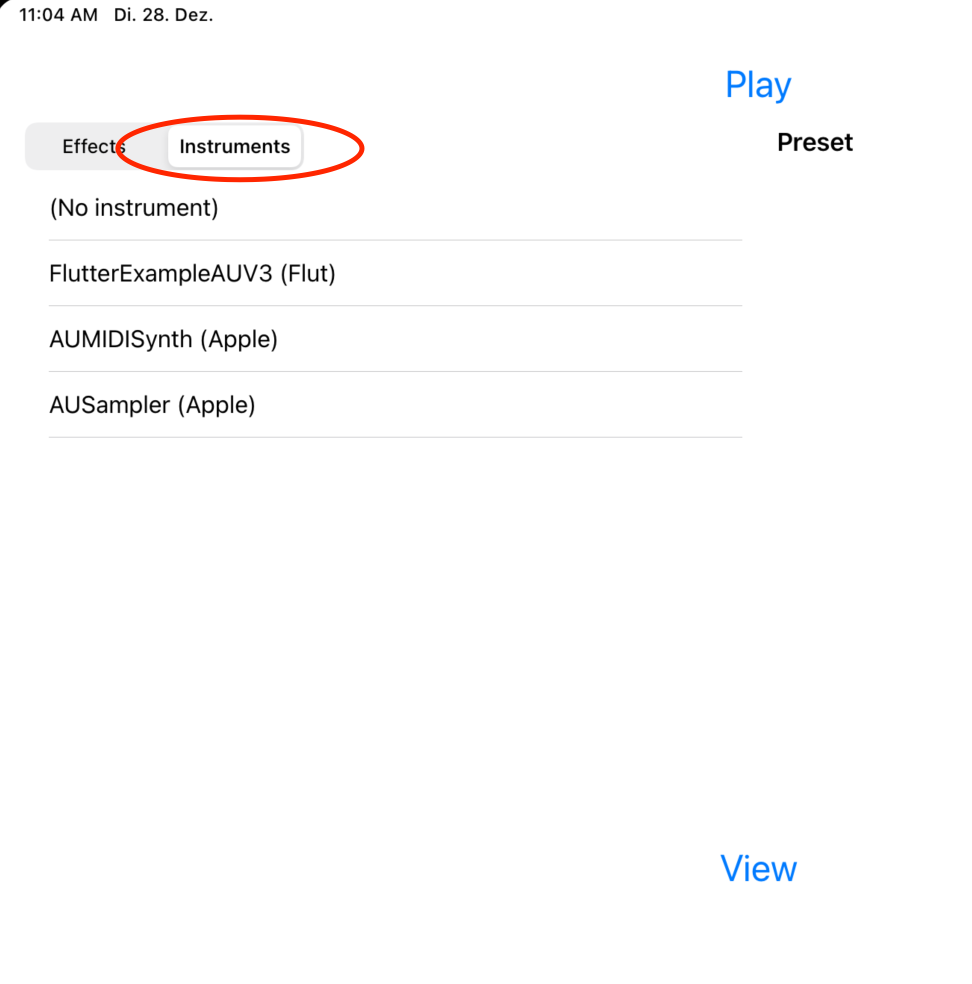 11:04 AM Di. 28. Dez.
Play
Effects Instruments
Preset
(No instrument)
FlutterExampleAUV3 (Flut)
AUMIDISynth (Apple)
AUSampler (Apple)
View